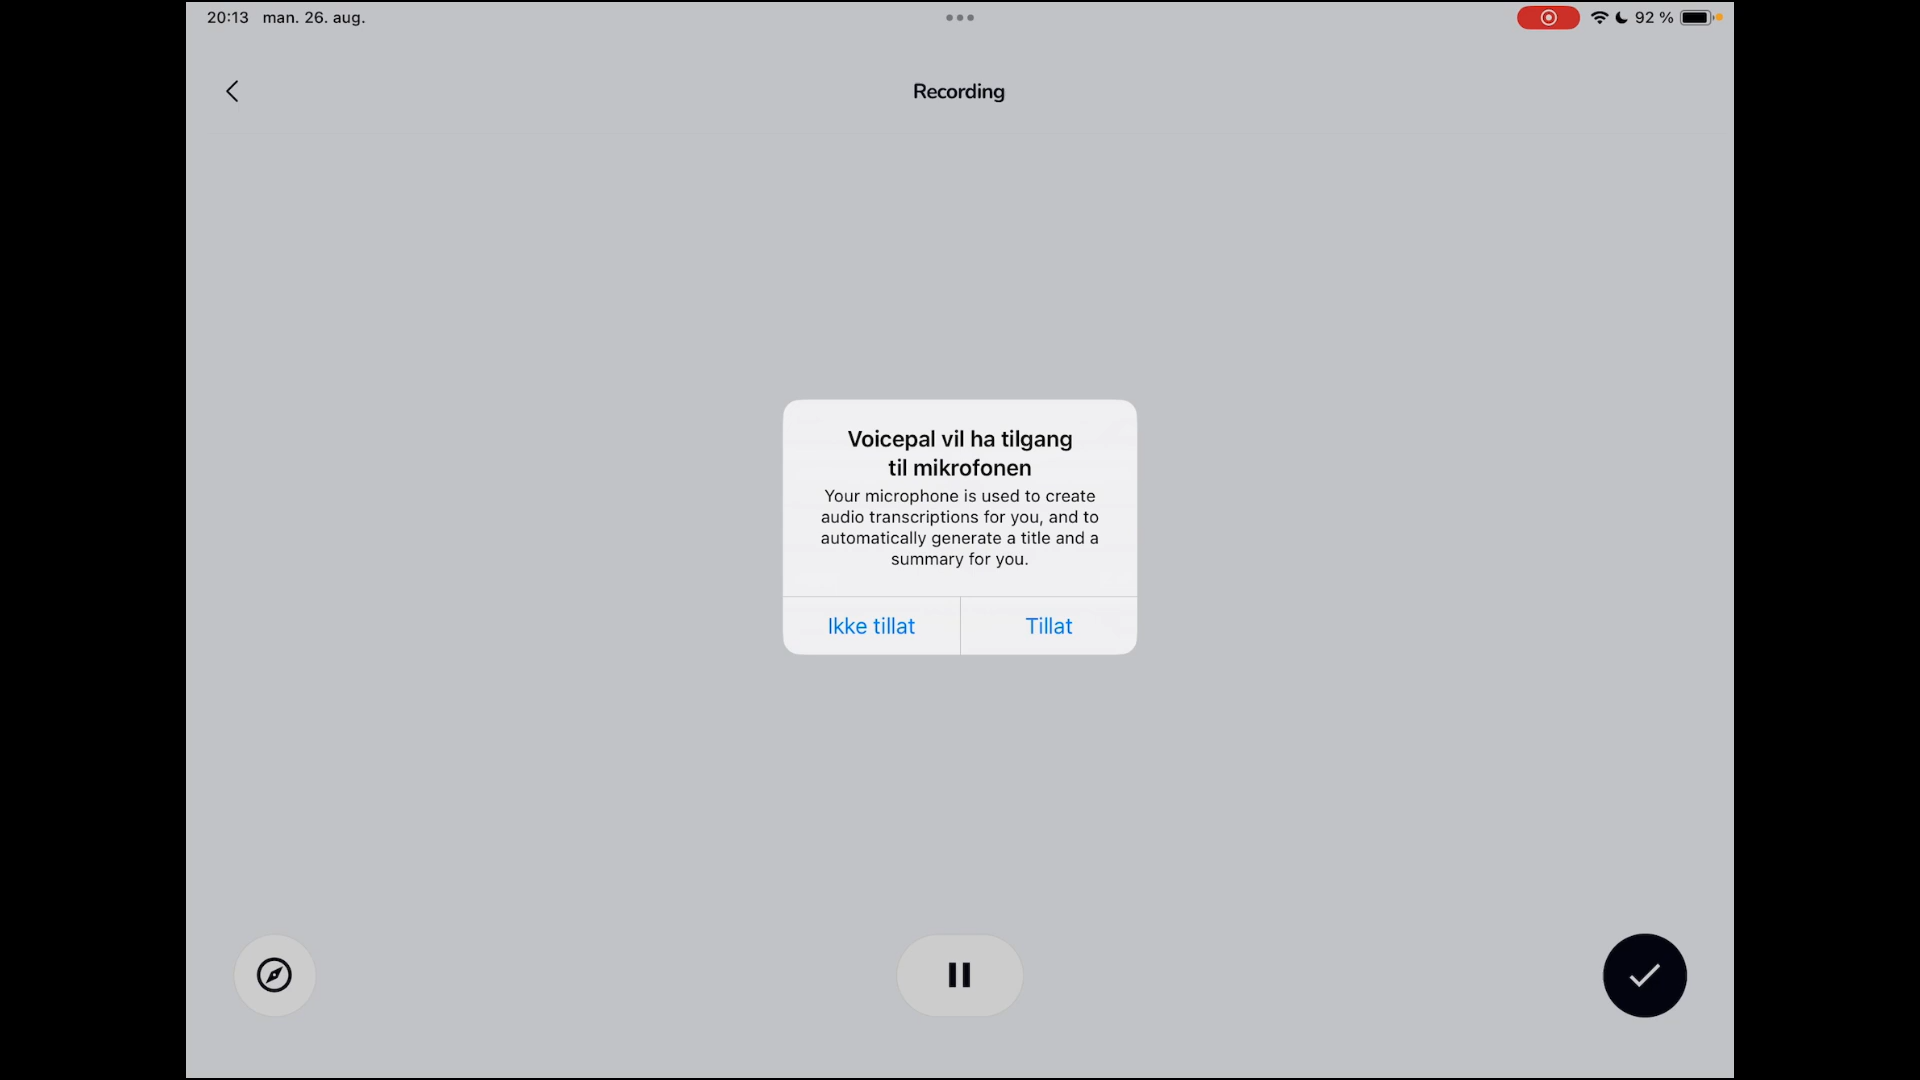 20:13 man. 26. aug.
92 %
Recording
Voicepal vil ha tilgang
til mikrofonen
Your microphone is used to create
audio transcriptions for you, and to
automatically generate a title and a
summary for you.
Ikke tillat
Tillat